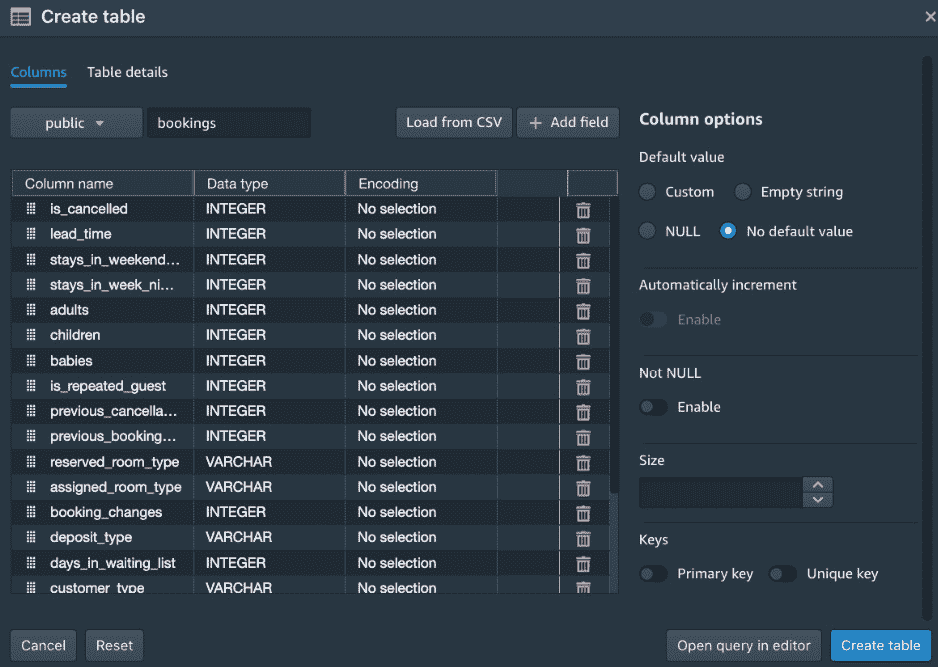 Create table
Columns Table details
public bookings Load from CSV + Add field
Column name Data type Encoding
is_cancelled INTEGER No selection
lead_time INTEGER No selection
stays_in_weekend... INTEGER No selection
stays_in_week_ni... INTEGER No selection
adults INTEGER No selection
children INTEGER No selection
babies INTEGER No selection
is_repeated_guest INTEGER No selection
previous_cancella... INTEGER No selection
previous_booking... INTEGER No selection
reserved_room_type VARCHAR No selection
assigned_room_type VARCHAR No selection
booking_changes INTEGER No selection
deposit_type VARCHAR No selection
days_in_waiting_list INTEGER No selection
customer_type VARCHAR No selection
Column options
Default value
Custom Empty string
NULL No default value
Automatically increment
Enable
Not NULL
Enable
Size
Keys
Primary key Unique key
Cancel Reset Open query in editor Create table